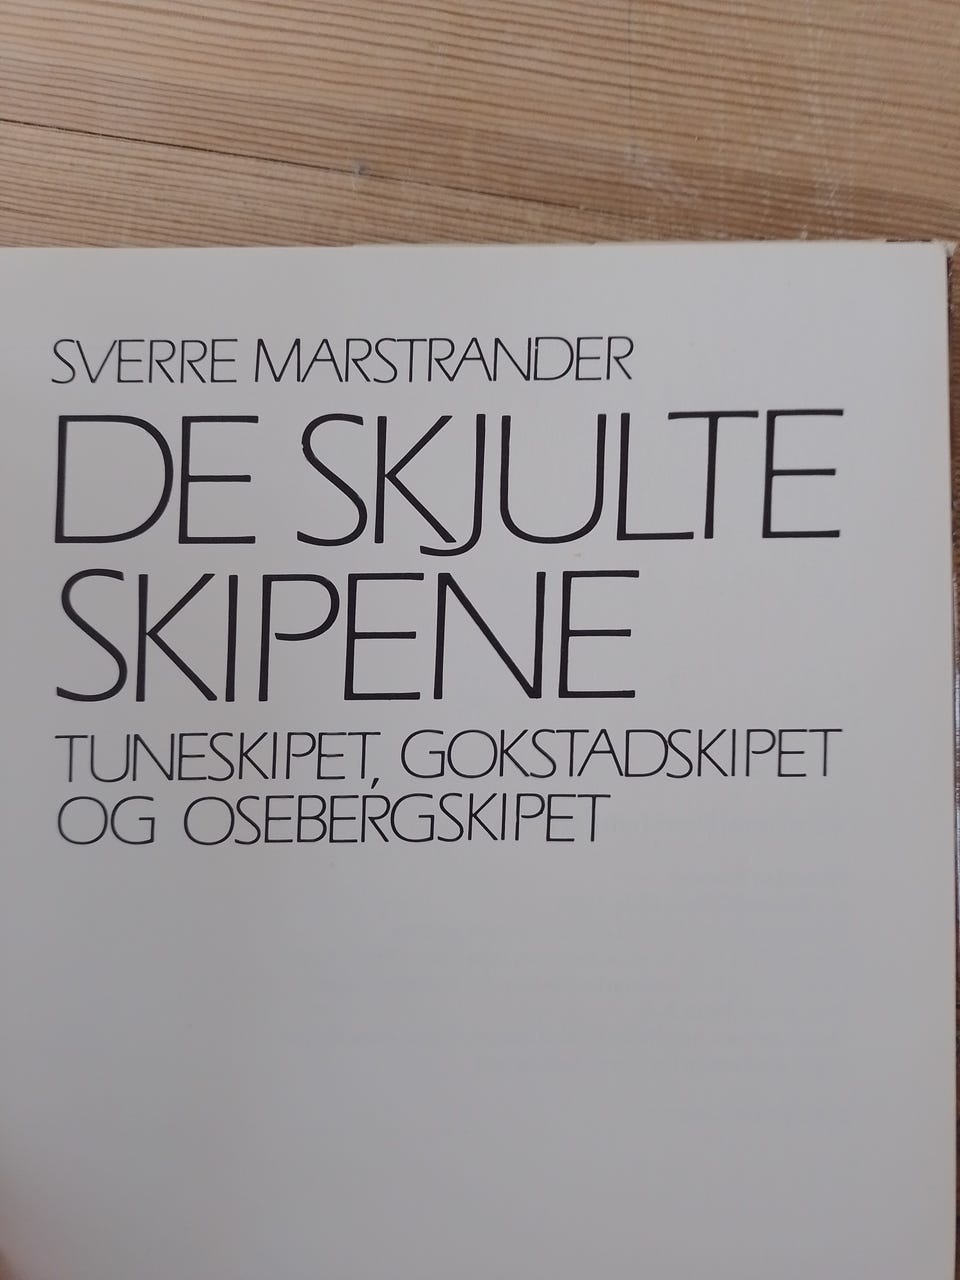 SVERRE MARSTRANDER
DE SKJULTE
SKIPENE
TUNESKIPET, GOKSTADSKIPET
OG OSEBERGSKIPET